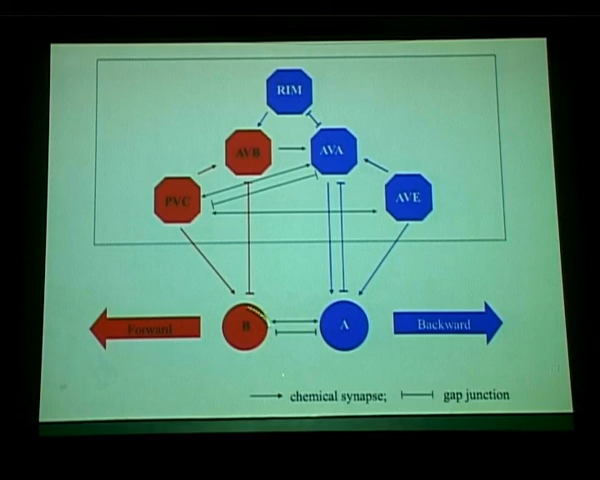 RIM
AVB
AVA
PVC
AVE
B
A
Forward
Backward
chemical synapse;
gap junction